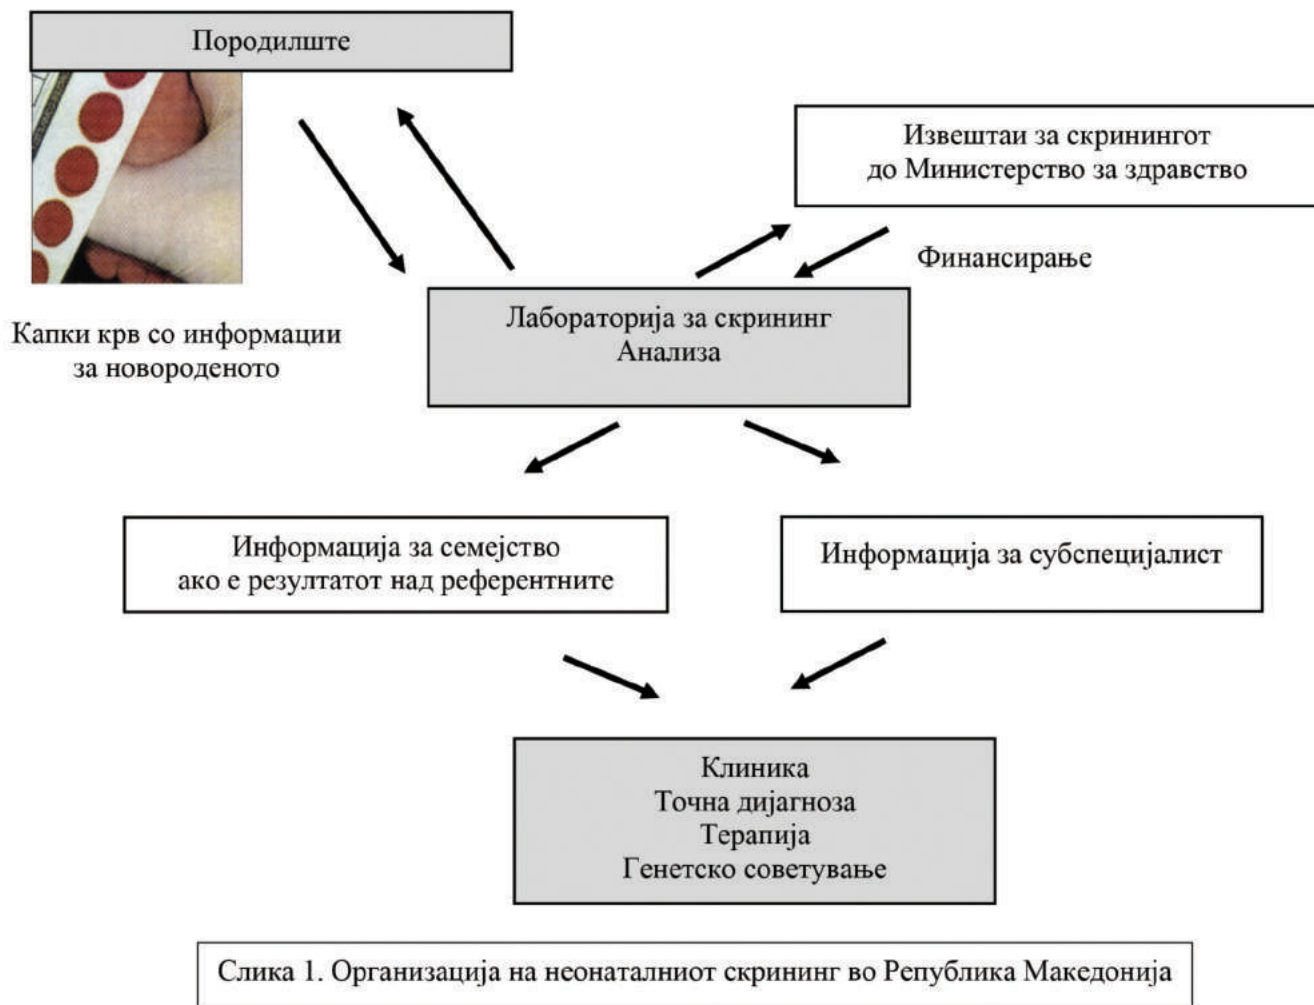 Породилште
Извештаи за скринингот
до Министерство за здравство
Финансирање
Капки крв со информации
за новороденото
Лабораторија за скрининг
Анализа
Информација за семејство
ако е резултатот над референтните
Информација за субспецијалист
Клиника
Точна дијагноза
Терапија
Генетско советување
Слика 1. Организација на неонаталниот скрининг во Република Македонија